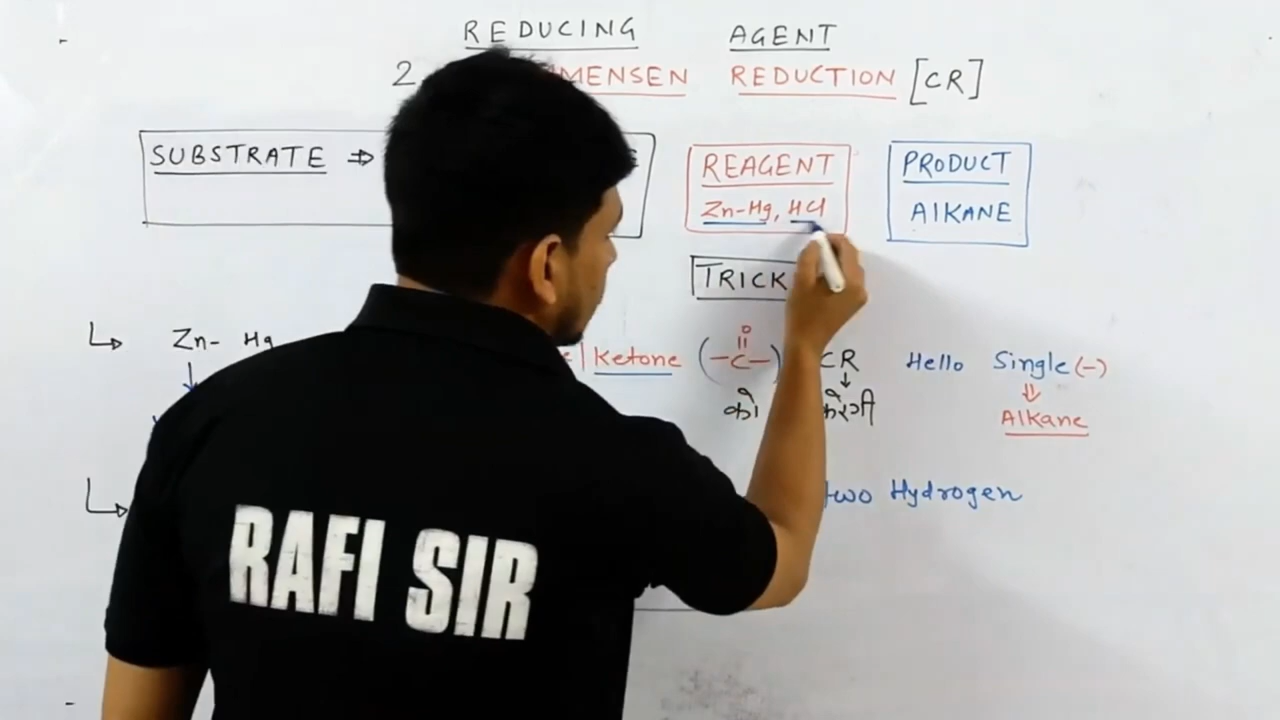 REDUCING AGENT
2. MMENSEN REDUCTION [CR]
SUBSTRATE ⇒
REAGENT
Zn-Hg, HCl
PRODUCT
AlKANE
TRICK
Zn- Hg | Ketone (-C-) CR Hello Single (-)
O
को करेगी Alkane
two Hydrogen
RAFI SIR